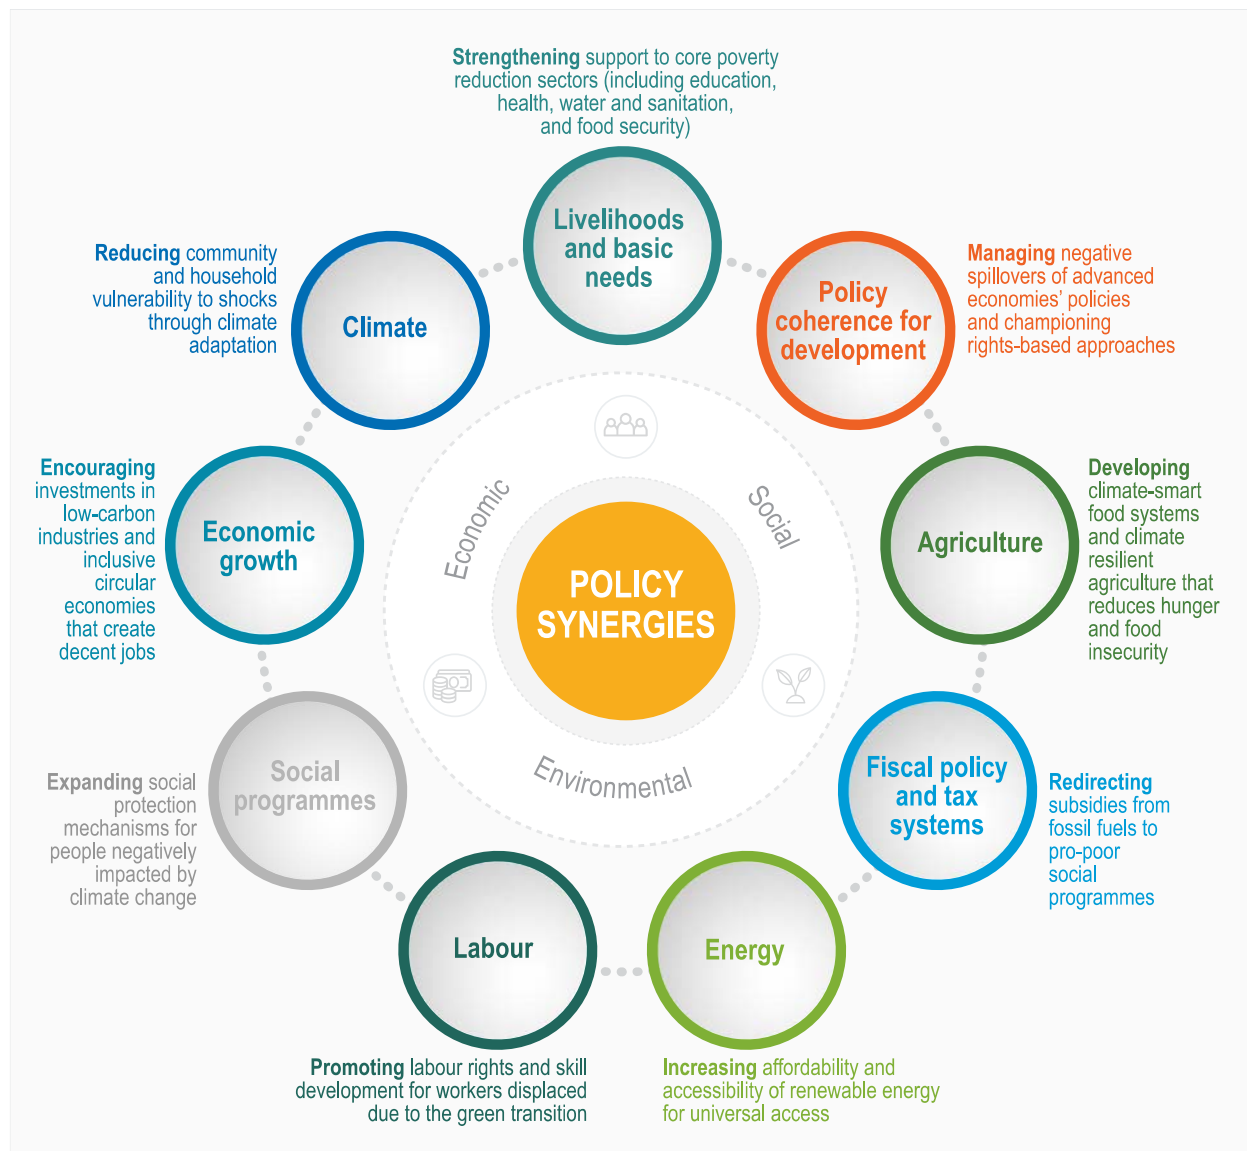 Strengthening support to core poverty
reduction sectors (including education,
health, water and sanitation,
and food security)
Livelihoods
and basic
needs
Policy
coherence for
development
Managing negative
spillovers of advanced
economies’ policies
and championing
rights-based approaches
Agriculture
Developing
climate-smart
food systems
and climate
resilient
agriculture that
reduces hunger
and food
insecurity
Fiscal policy
and tax
systems
Redirecting
subsidies from
fossil fuels to
pro-poor
social
programmes
Energy
Increasing affordability and
accessibility of renewable energy
for universal access
Labour
Promoting labour rights and skill
development for workers displaced
due to the green transition
Social
programmes
Expanding social
protection
mechanisms for
people negatively
impacted by
climate change
Economic
growth
Encouraging
investments in
low-carbon
industries and
inclusive
circular
economies
that create
decent jobs
Climate
Reducing community
and household
vulnerability to shocks
through climate
adaptation
Economic
Social
Environmental
POLICY
SYNERGIES